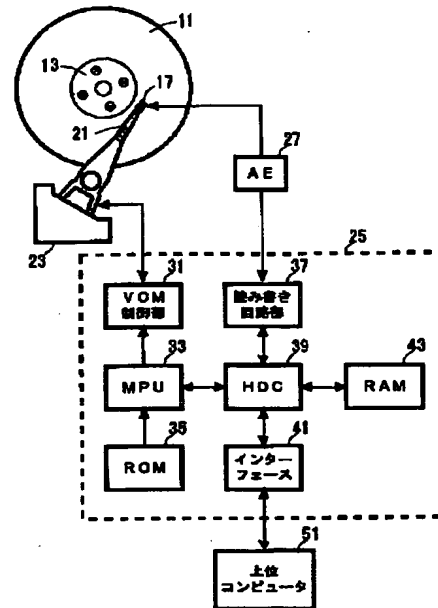 11
13
17
21
27
AE
23
25
31
VCM
制御部
37
読み書き
回路部
33
MPU
39
HDC
43
RAM
35
ROM
41
インター
フェース
51
上位
コンピュータ